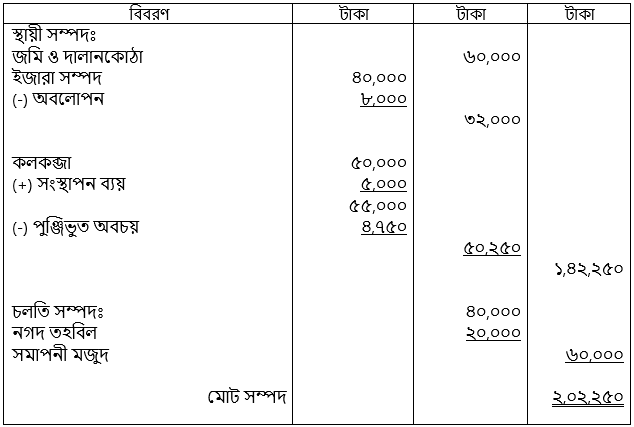 বিবরণ টাকা টাকা টাকা
স্থায়ী সম্পদঃ
জমি ও দালানকোঠা ৬০,০০০
ইজারা সম্পদ ৪০,০০০
(-) অবলোপন ৮,০০০
৩২,০০০
কলকব্জা ৫০,০০০
(+) সংস্থাপন ব্যয় ৫,০০০
৫৫,০০০
(-) পুঞ্জিভুত অবচয় ৪,৭৫০
৫০,২৫০
১,৪২,২৫০
চলতি সম্পদঃ ৪০,০০০
নগদ তহবিল ২০,০০০
সমাপনী মজুদ ৬০,০০০
মোট সম্পদ ২,০২,২৫০